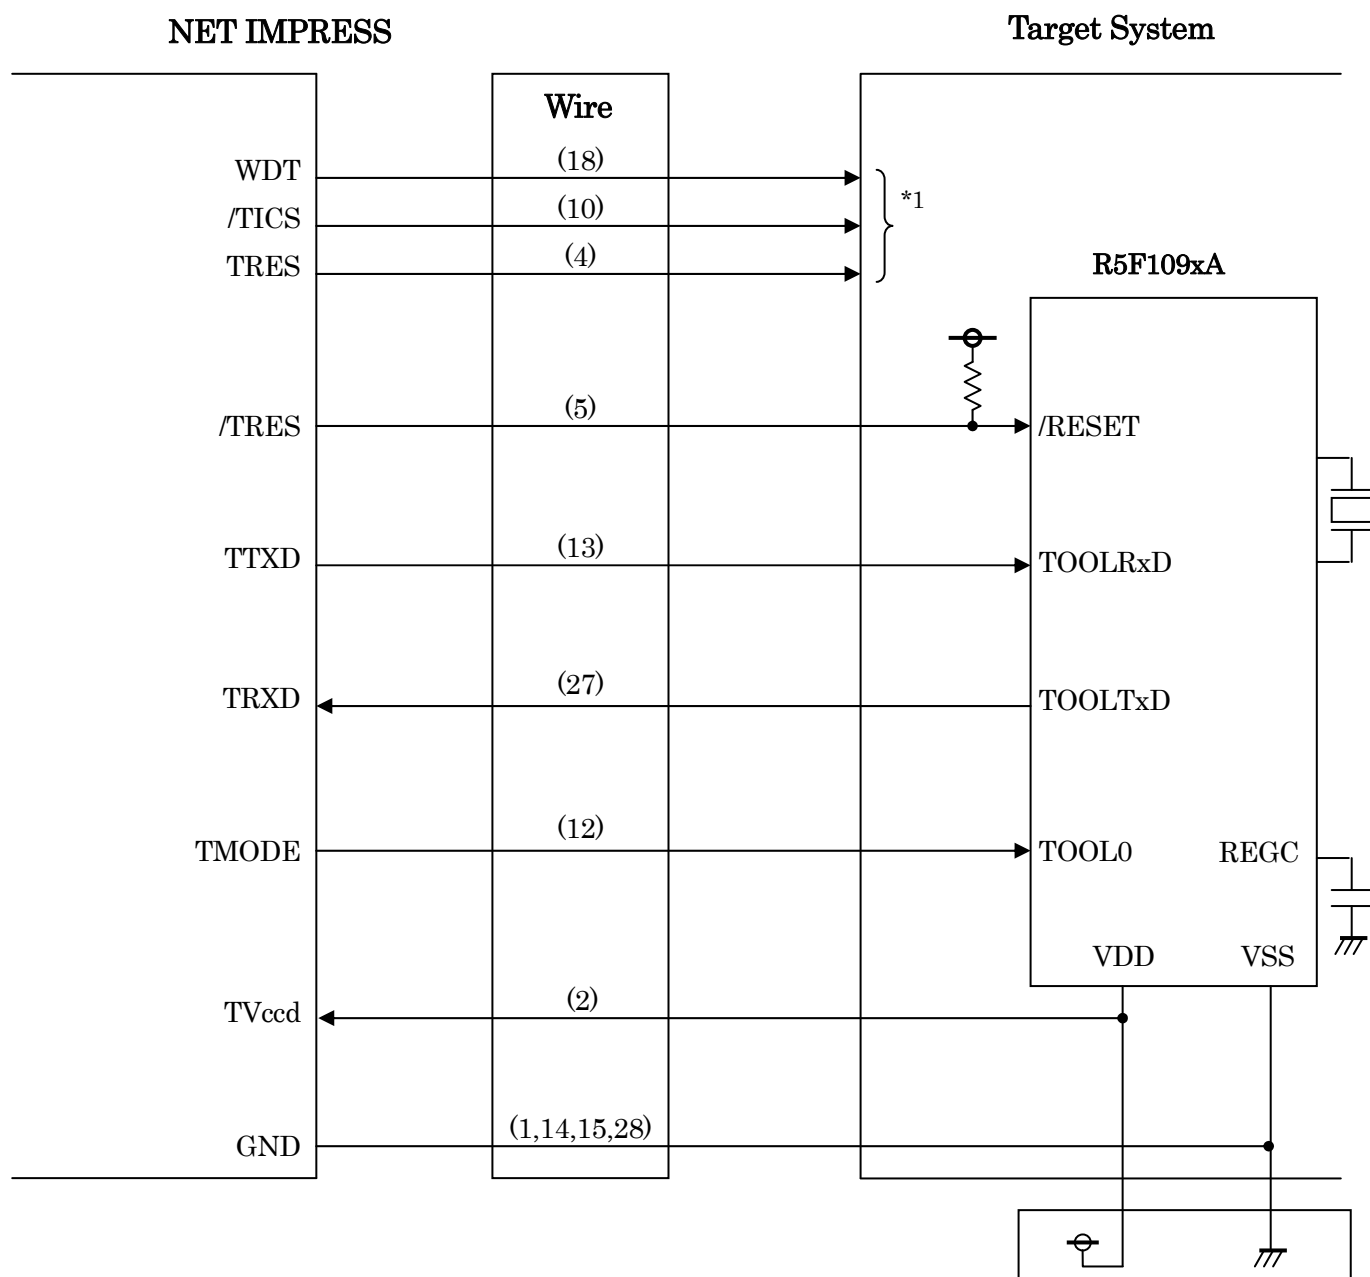 NET IMPRESS
Target System
Wire
WDT
(18)
/TICS
(10)
TRES
(4)
*1
R5F109xA
/TRES
(5)
/RESET
TTXD
(13)
TOOLRxD
TRXD
(27)
TOOLTxD
TMODE
(12)
TOOL0
REGC
VDD
VSS
TVccd
(2)
GND
(1,14,15,28)